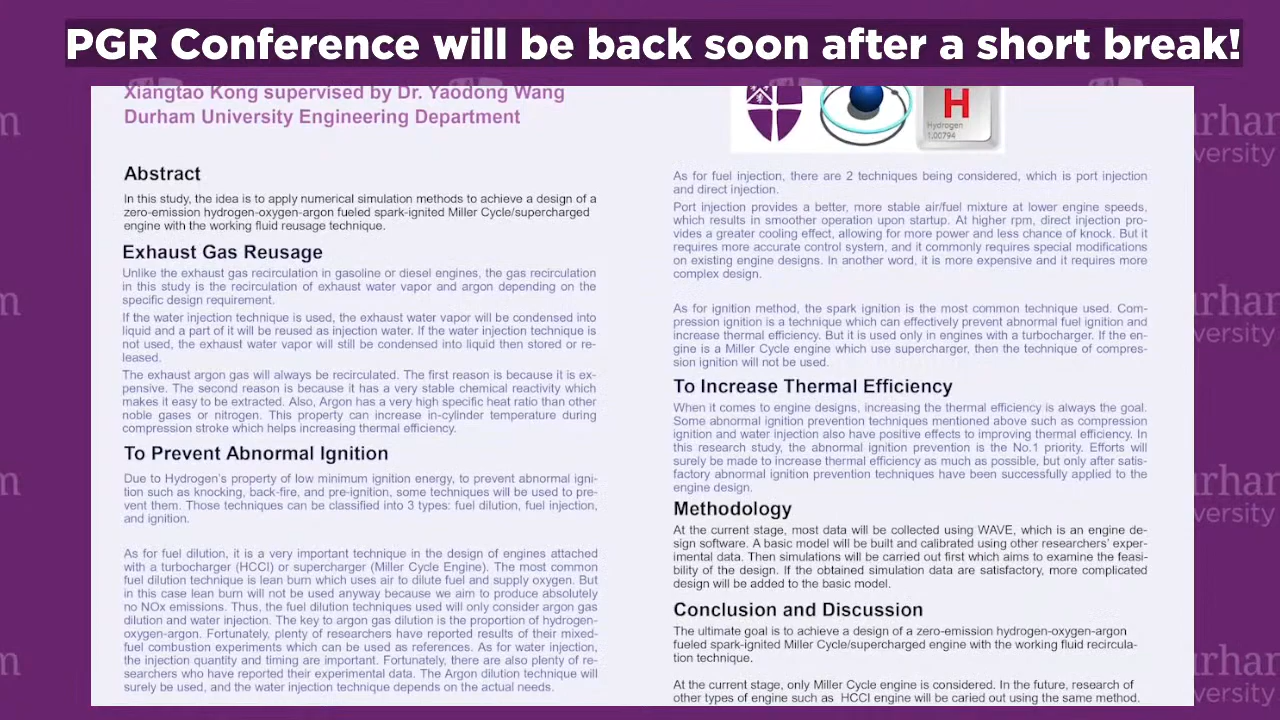 PGR Conference will be back soon after a short break!
Xiangtao Kong supervised by Dr. Yaodong Wang
Durham University Engineering Department
H
Hydrogen
1.00794
Abstract
In this study, the idea is to apply numerical simulation methods to achieve a design of a
zero-emission hydrogen-oxygen-argon fueled spark-ignited Miller Cycle/supercharged
engine with the working fluid reusage technique.
Exhaust Gas Reusage
Unlike the exhaust gas recirculation in gasoline or diesel engines, the gas recirculation
in this study is the recirculation of exhaust water vapor and argon depending on the
specific design requirement.
If the water injection technique is used, the exhaust water vapor will be condensed into
liquid and a part of it will be reused as injection water. If the water injection technique is
not used, the exhaust water vapor will still be condensed into liquid then stored or re-
leased.
The exhaust argon gas will always be recirculated. The first reason is because it is ex-
pensive. The second reason is because it has a very stable chemical reactivity which
makes it easy to be extracted. Also, Argon has a very high specific heat ratio than other
noble gases or nitrogen. This property can increase in-cylinder temperature during
compression stroke which helps increasing thermal efficiency.
To Prevent Abnormal Ignition
Due to Hydrogen's property of low minimum ignition energy, to prevent abnormal igni-
tion such as knocking, back-fire, and pre-ignition, some techniques will be used to pre-
vent them. Those techniques can be classified into 3 types: fuel dilution, fuel injection,
and ignition.
As for fuel dilution, it is a very important technique in the design of engines attached
with a turbocharger (HCCI) or supercharger (Miller Cycle Engine). The most common
fuel dilution technique is lean burn which uses air to dilute fuel and supply oxygen. But
in this case lean burn will not be used anyway because we aim to produce absolutely
no NOx emissions. Thus, the fuel dilution techniques used will only consider argon gas
dilution and water injection. The key to argon gas dilution is the proportion of hydrogen-
oxygen-argon. Fortunately, plenty of researchers have reported results of their mixed-
fuel combustion experiments which can be used as references. As for water injection,
the injection quantity and timing are important. Fortunately, there are also plenty of re-
searchers who have reported their experimental data. The Argon dilution technique will
surely be used, and the water injection technique depends on the actual needs.
As for fuel injection, there are 2 techniques being considered, which is port injection
and direct injection.
Port injection provides a better, more stable air/fuel mixture at lower engine speeds,
which results in smoother operation upon startup. At higher rpm, direct injection pro-
vides a greater cooling effect, allowing for more power and less chance of knock. But it
requires more accurate control system, and it commonly requires special modifications
on existing engine designs. In another word, it is more expensive and it requires more
complex design.
As for ignition method, the spark ignition is the most common technique used. Com-
pression ignition is a technique which can effectively prevent abnormal fuel ignition and
increase thermal efficiency. But it is used only in engines with a turbocharger. If the en-
gine is a Miller Cycle engine which use supercharger, then the technique of compres-
sion ignition will not be used.
To Increase Thermal Efficiency
When it comes to engine designs, increasing the thermal efficiency is always the goal.
Some abnormal ignition prevention techniques mentioned above such as compression
ignition and water injection also have positive effects to improving thermal efficiency. In
this research study, the abnormal ignition prevention is the No.1 priority. Efforts will
surely be made to increase thermal efficiency as much as possible, but only after satis-
factory abnormal ignition prevention techniques have been successfully applied to the
engine design.
Methodology
At the current stage, most data will be collected using WAVE, which is an engine de-
sign software. A basic model will be built and calibrated using other researchers' exper-
imental data. Then simulations will be carried out first which aims to examine the feasi-
bility of the design. If the obtained simulation data are satisfactory, more complicated
design will be added to the basic model.
Conclusion and Discussion
The ultimate goal is to achieve a design of a zero-emission hydrogen-oxygen-argon
fueled spark-ignited Miller Cycle/supercharged engine with the working fluid recircula-
tion technique.
At the current stage, only Miller Cycle engine is considered. In the future, research of
other types of engine such as HCCI engine will be caried out using the same method.
m
urham
versity
m
urham
versity
m
urham
versity
m
urham
versity